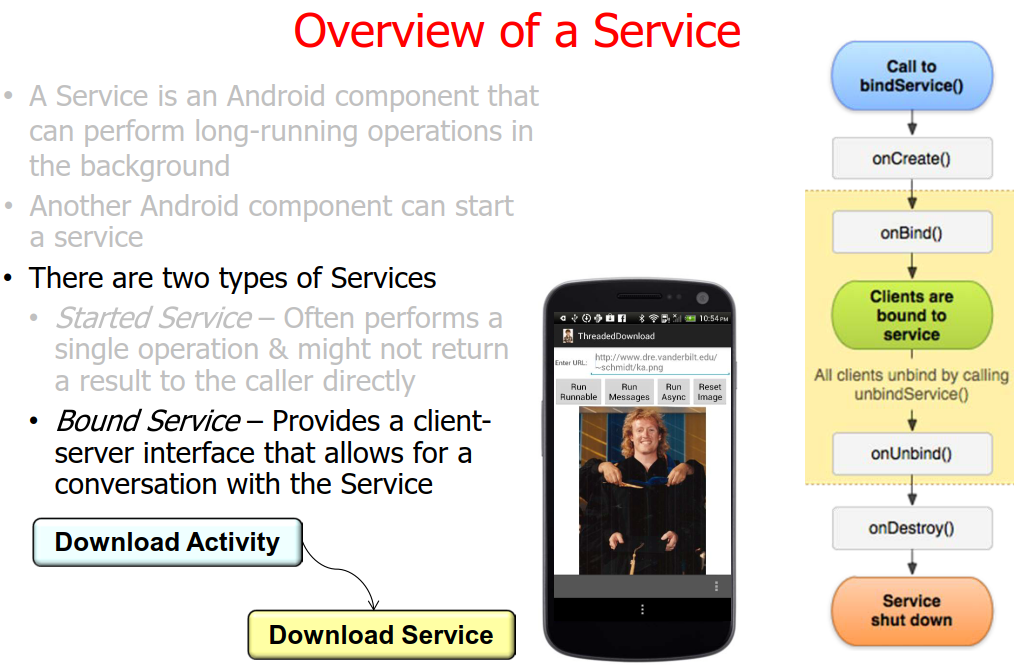 Overview of a Service
• A Service is an Android component that
can perform long-running operations in
the background
• Another Android component can start
a service
• There are two types of Services
• Started Service – Often performs a
single operation & might not return
a result to the caller directly
• Bound Service – Provides a client-
server interface that allows for a
conversation with the Service
Download Activity
Download Service
10:54 PM
ThreadedDownload
Enter URL:
http://www.dre.vanderbilt.edu/
~schmidt/ka.png
Run
Runnable
Run
Messages
Run
Async
Reset
Image
Call to
bindService()
onCreate()
onBind()
Clients are
bound to
service
All clients unbind by calling
unbindService()
onUnbind()
onDestroy()
Service
shut down